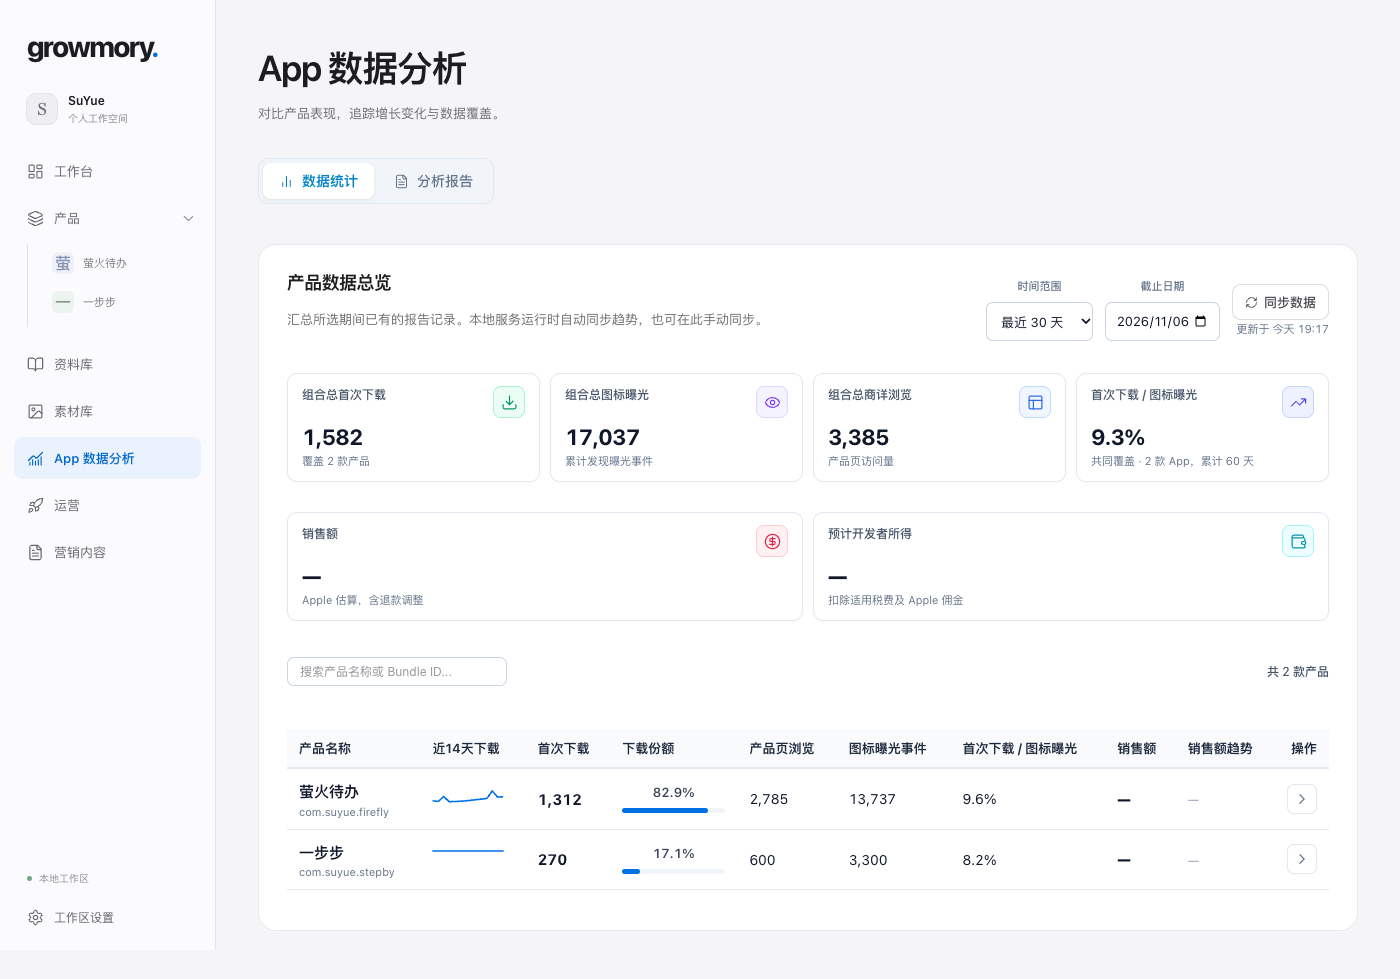 growmory.
S
SuYue
个人工作空间
工作台
产品
萤
萤火待办
一
一步步
资料库
素材库
App 数据分析
运营
营销内容
本地工作区
工作区设置
App 数据分析
对比产品表现，追踪增长变化与数据覆盖。
数据统计
分析报告
产品数据总览
汇总所选期间已有的报告记录。本地服务运行时自动同步趋势，也可在此手动同步。
时间范围
最近 30 天
截止日期
2026/11/06
同步数据
更新于 今天 19:17
组合总首次下载
1,582
覆盖 2 款产品
组合总图标曝光
17,037
累计发现曝光事件
组合总商详浏览
3,385
产品页访问量
首次下载 / 图标曝光
9.3%
共同覆盖 · 2 款 App，累计 60 天
销售额
—
Apple 估算，含退款调整
预计开发者所得
—
扣除适用税费及 Apple 佣金
搜索产品名称或 Bundle ID...
共 2 款产品
产品名称 近14天下载 首次下载 下载份额 产品页浏览 图标曝光事件 首次下载 / 图标曝光 销售额 销售额趋势 操作
萤火待办 1,312 82.9% 2,785 13,737 9.6% — —
com.suyue.firefly
一步步 270 17.1% 600 3,300 8.2% — —
com.suyue.stepby